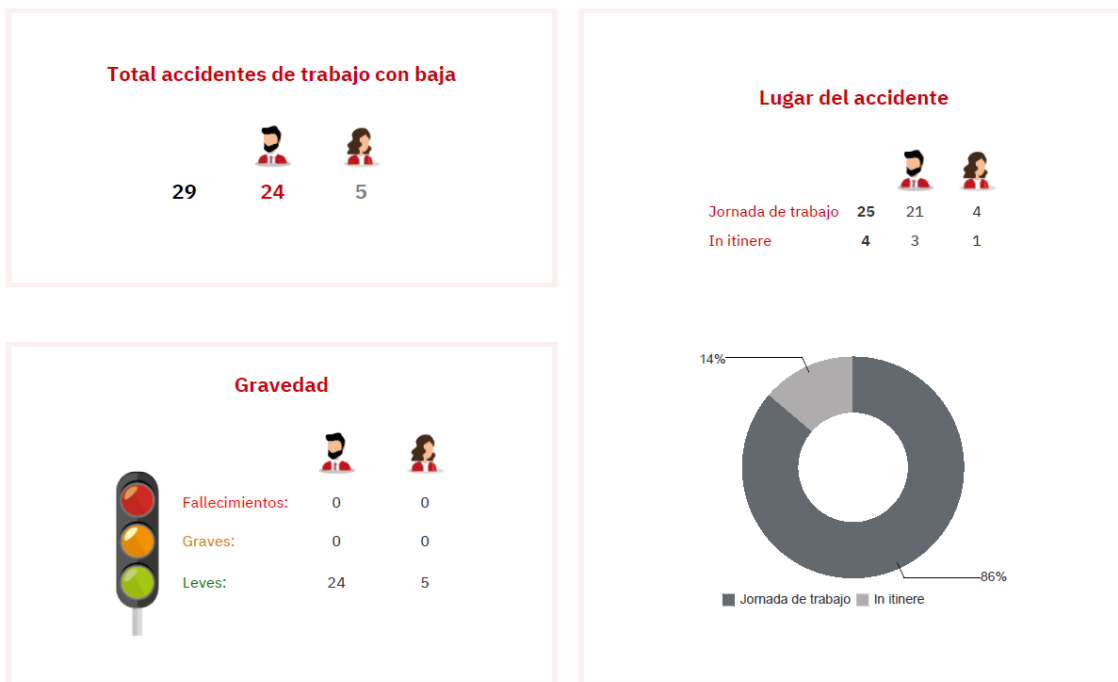 Total accidentes de trabajo con baja
29 24 5
Gravedad
Fallecimientos: 0 0
Graves: 0 0
Leves: 24 5
Lugar del accidente
Jornada de trabajo 25 21 4
In itinere 4 3 1
14%
86%
Jornada de trabajo In itinere